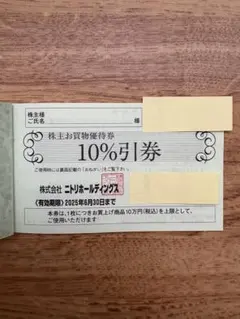 株主様
ご氏名 様
株主お買物優待券
10%引券
ご使用時には裏面記載の「おねがい」をご覧下さい
株式会社 ニトリホールディングス
〈有効期限〉2025年6月30日まで
本券は、1枚につきお買上げ商品10万円(税込)を上限として、
ご使用いただけます